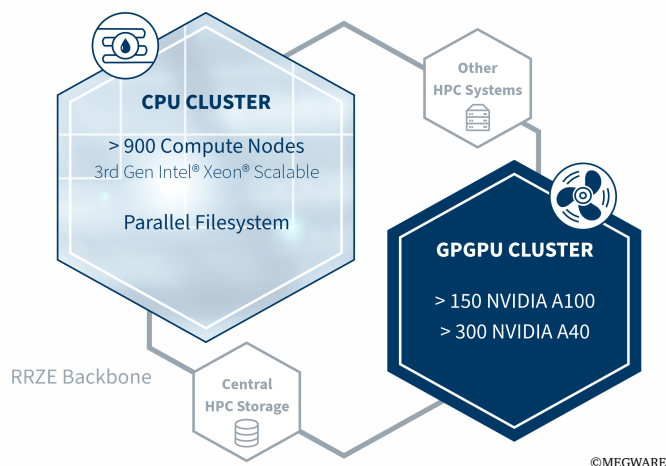 CPU CLUSTER
> 900 Compute Nodes
3rd Gen Intel® Xeon® Scalable
Parallel Filesystem
Other
HPC Systems
GPGPU CLUSTER
> 150 NVIDIA A100
> 300 NVIDIA A40
RRZE Backbone
Central
HPC Storage
©MEGWARE